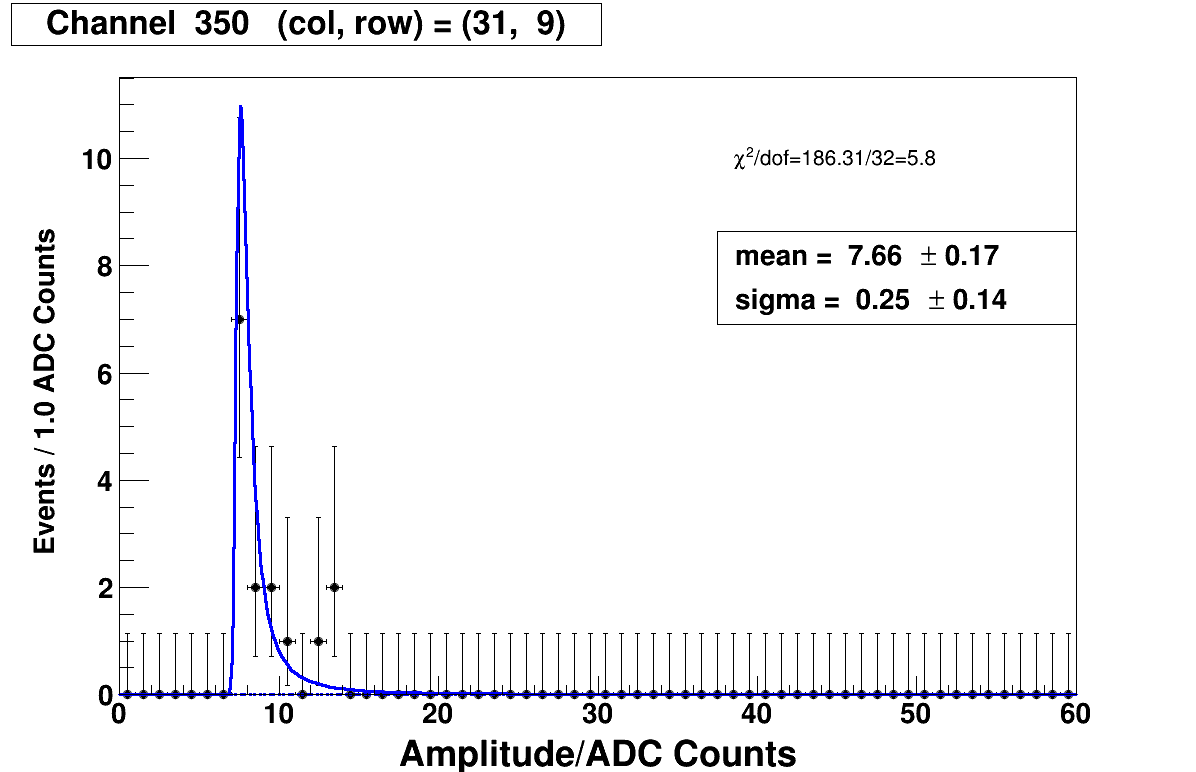 Channel 350 (col, row) = (31, 9)
χ²/dof=186.31/32=5.8
mean = 7.66 ± 0.17
sigma = 0.25 ± 0.14
Events / 1.0 ADC Counts
10
8
6
4
2
0
0 10 20 30 40 50 60
Amplitude/ADC Counts